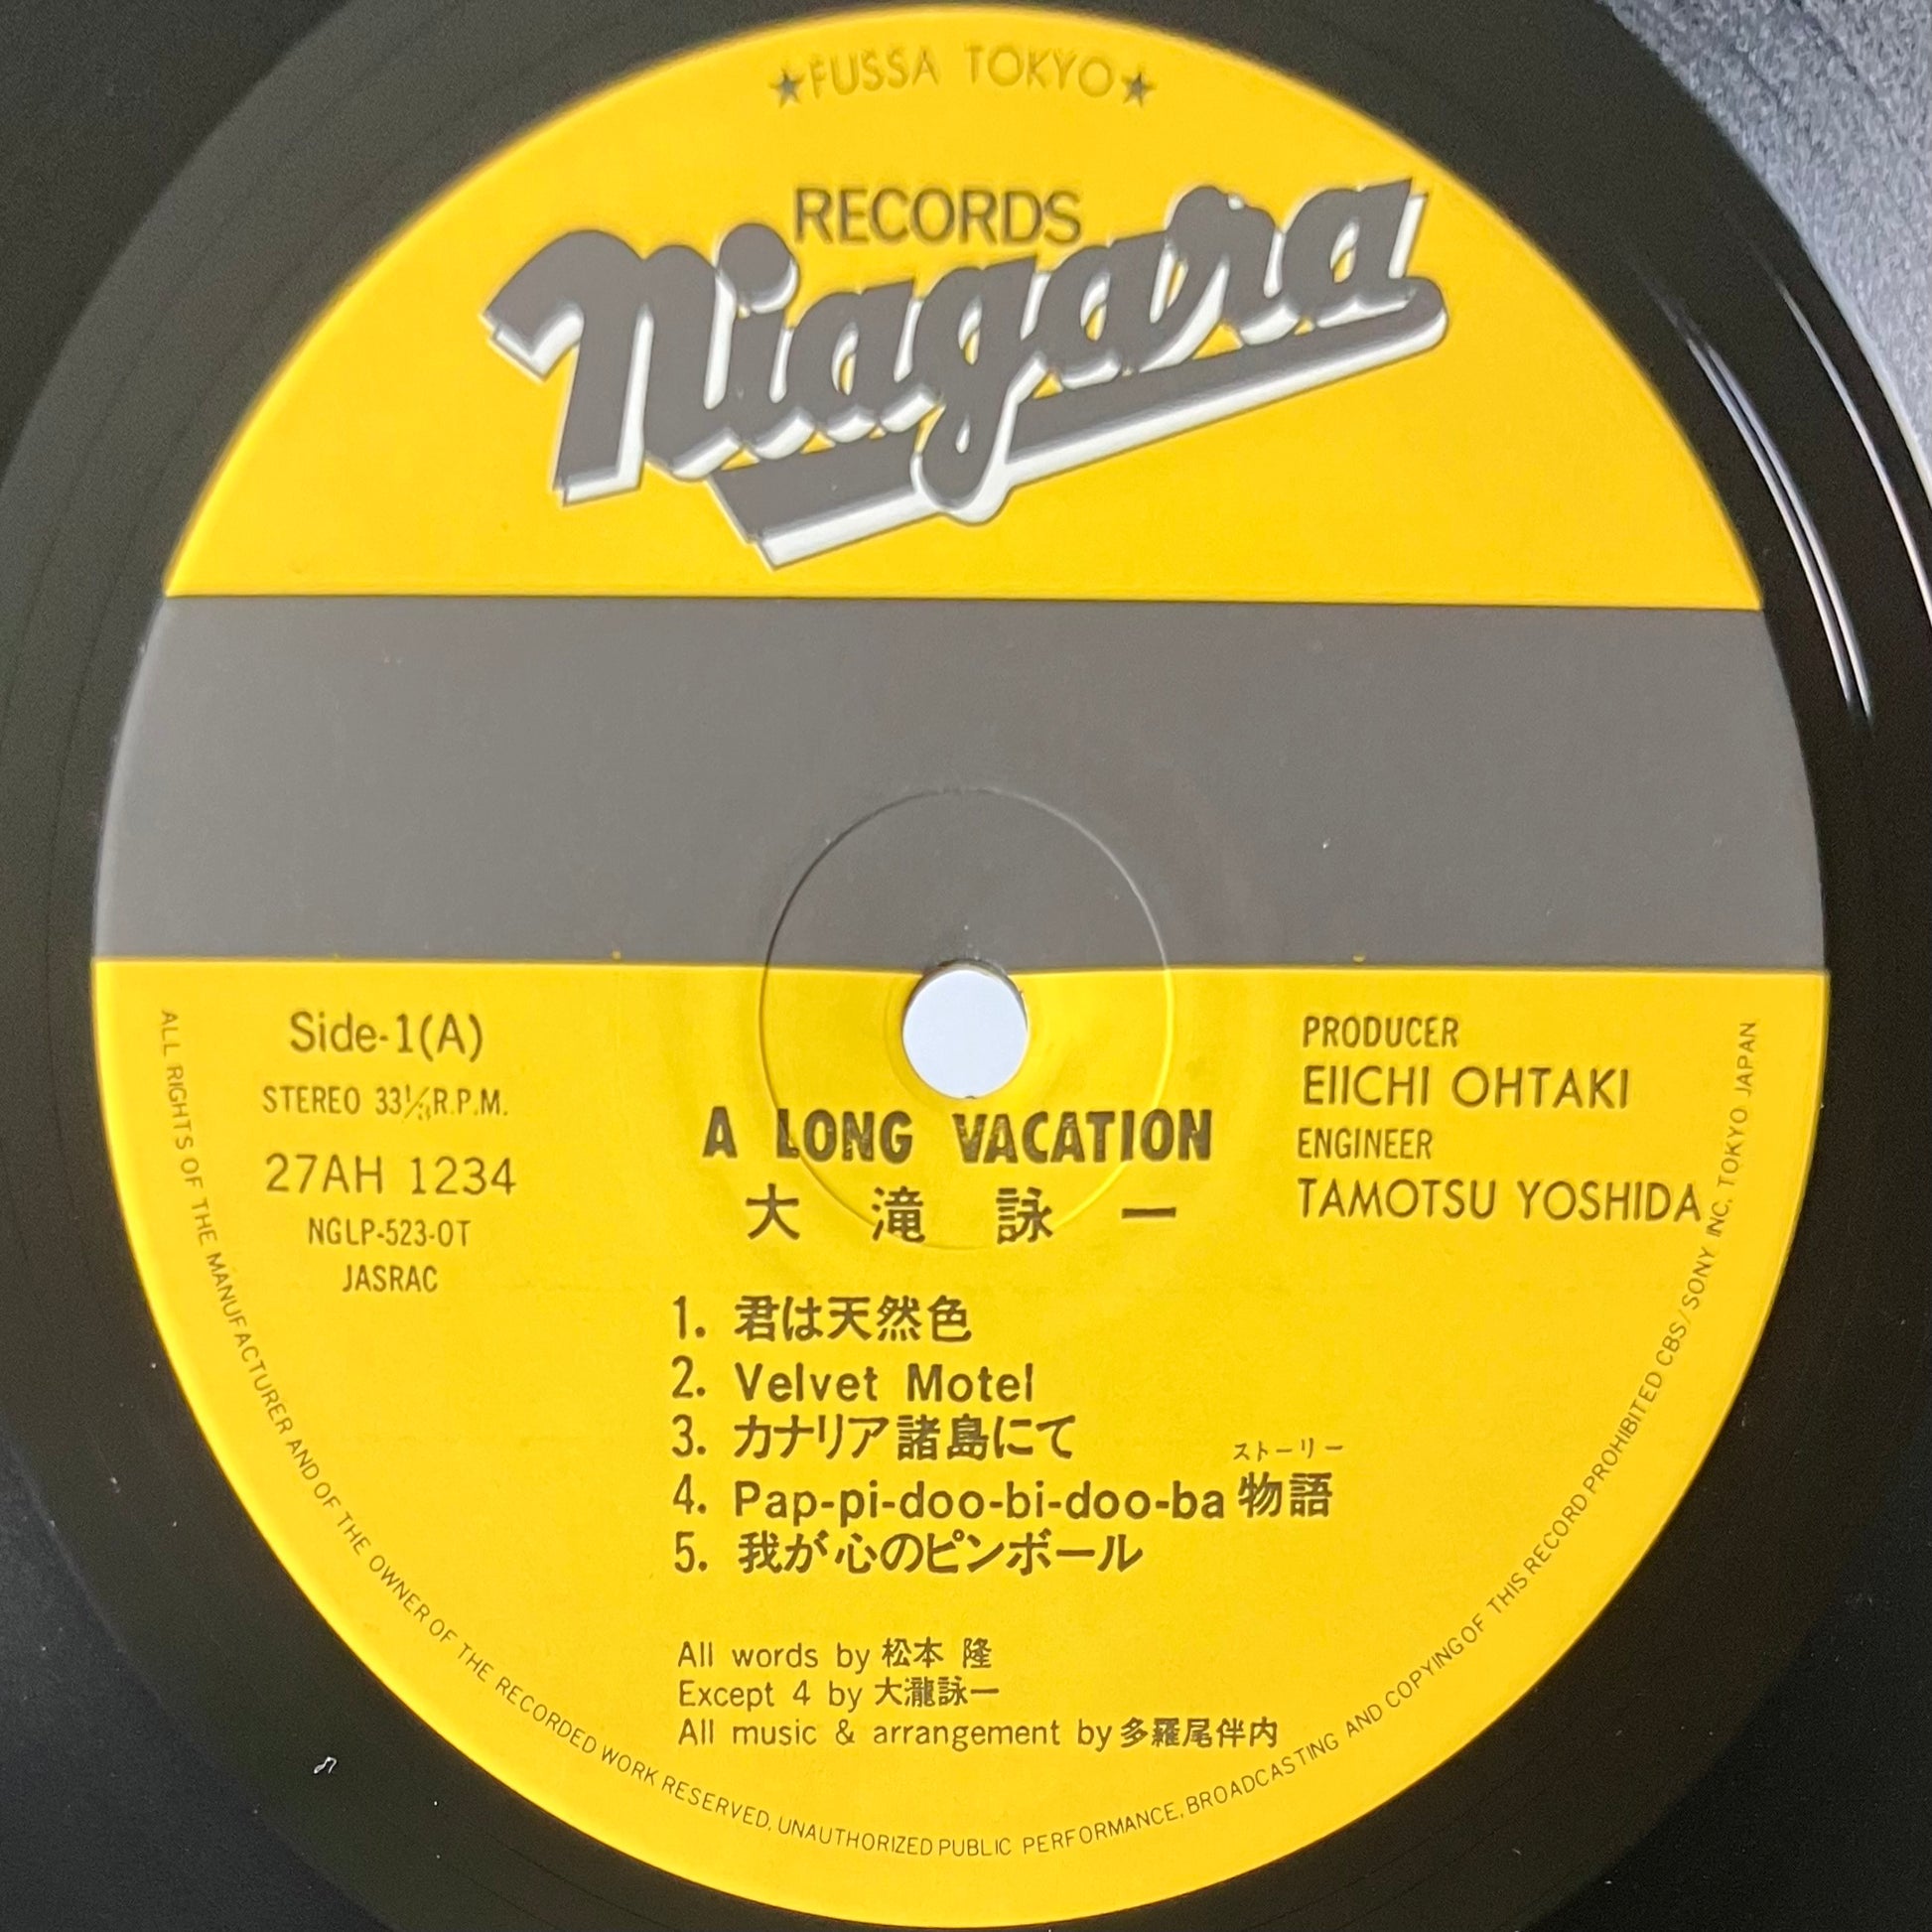 ★FUSSA TOKYO★
RECORDS
Niagara
Side-1(A)
STEREO 33⅓R.P.M.
27AH 1234
NGLP-523-OT
JASRAC
A LONG VACATION
大滝詠一
PRODUCER
EIICHI OHTAKI
ENGINEER
TAMOTSU YOSHIDA
1. 君は天然色
2. Velvet Motel
3. カナリア諸島にて
ストーリー
4. Pap-pi-doo-bi-doo-ba物語
5. 我が心のピンボール
All words by 松本 隆
Except 4 by 大瀧詠一
All music & arrangement by 多羅尾伴内
ALL RIGHTS OF THE MANUFACTURER AND OF THE OWNER OF THE RECORDED WORK RESERVED, UNAUTHORIZED PUBLIC PERFORMANCE, BROADCASTING AND COPYING OF THIS RECORD PROHIBITED CBS/SONY INC. TOKYO JAPAN